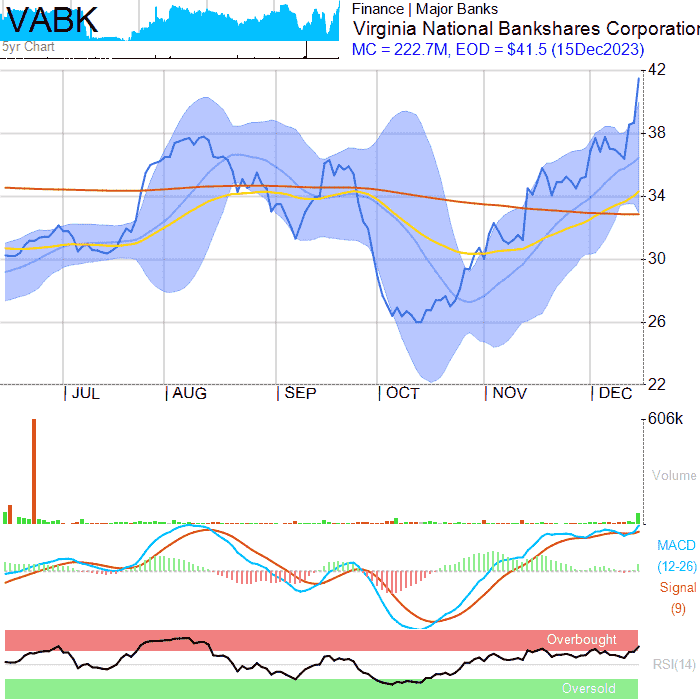 VABK
5yr Chart
Finance | Major Banks
Virginia National Bankshares Corporation
MC = 222.7M, EOD = $41.5 (15Dec2023)
42
38
34
30
26
22
JUL AUG SEP OCT NOV DEC
606k
Volume
MACD
(12-26)
Signal
(9)
Overbought
RSI(14)
Oversold